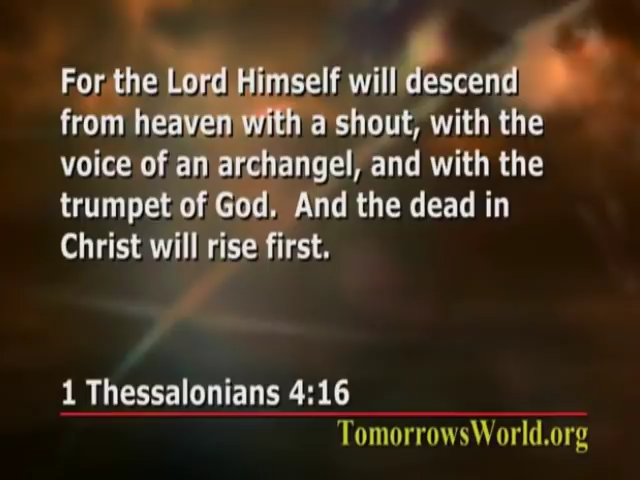 For the Lord Himself will descend
from heaven with a shout, with the
voice of an archangel, and with the
trumpet of God.  And the dead in
Christ will rise first.
1 Thessalonians 4:16
TomorrowsWorld.org